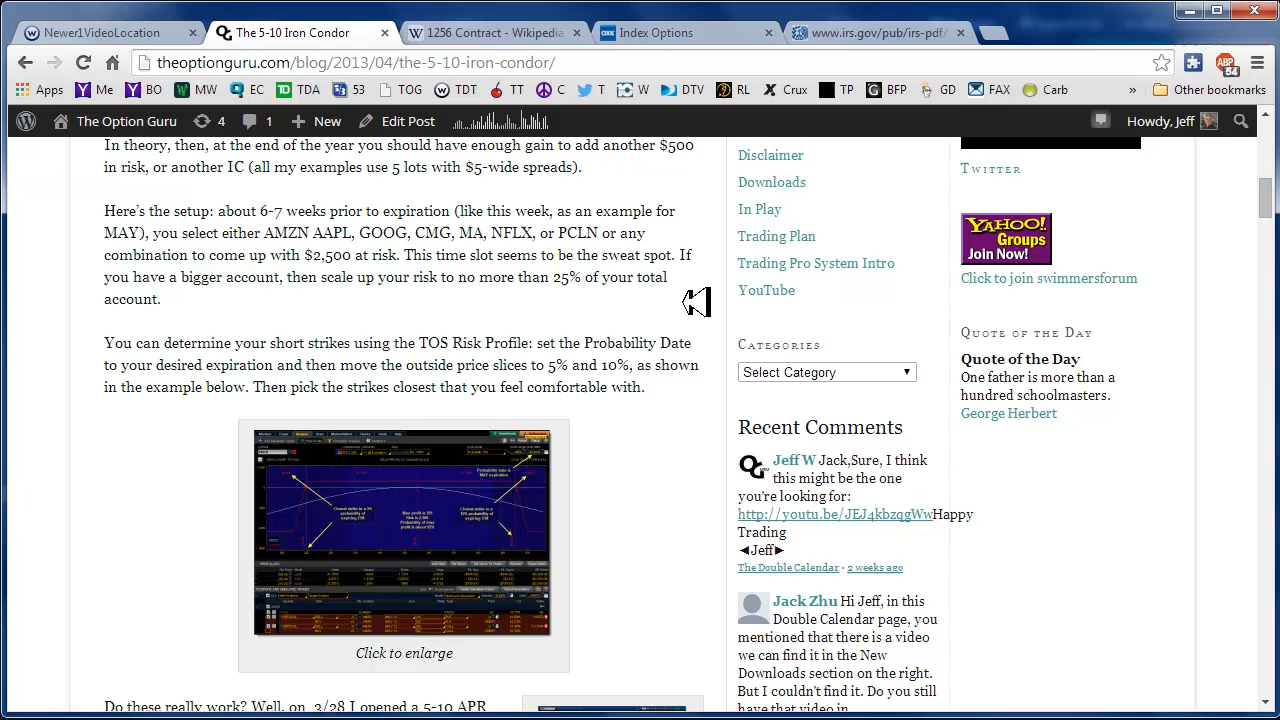 Newer1VideoLocation
The 5-10 Iron Condor
1256 Contract - Wikipedia,
Index Options
www.irs.gov/pub/irs-pdf/
theoptionguru.com/blog/2013/04/the-5-10-iron-condor/
Apps Me BO MW EC TDA 53 TOG TDT TT C T W DTV RL Crux TP BFP GD FAX Carb » Other bookmarks
ABP 54
The Option Guru 4 1 New Edit Post Howdy, Jeff
In theory, then, at the end of the year you should have enough gain to add another $500
in risk, or another IC (all my examples use 5 lots with $5-wide spreads).
Here's the setup: about 6-7 weeks prior to expiration (like this week, as an example for
MAY), you select either AMZN, GOOG, CMG, MA, NFLX, or PCLN or any
combination to come up with at risk. This time slot seems to be the sweat spot. If
you have a bigger account, then just up your risk to no more than 25% of your total
account.
You can determine your short strikes using the TOS Risk Profile: set the Probability Date
to your desired expiration and then move the outside price slices to 5% and 10%, as shown
in the example below. Then pick the strikes closest that you feel comfortable with.
Click to enlarge
Do these really work? Well, on 3/28 I opened a 5-10 APR
Disclaimer
Downloads
In Play
Trading Plan
Trading Pro System Intro
YouTube
Categories
Select Category
Recent Comments
Jeff W Jack,Sure, I think
this might be the one
you're looking for:
http://youtu.be/JEJ4kbzqgWwHappy
Trading
◄Jeff►
The Double Calendar · 2 weeks ago
Jack Zhu Hi Jeff, in this
Double Calendar page, you
mentioned that there is a video
we can find it in the New
Downloads section on the right.
But I couldn't find it. Do you still
have that video in
Twitter
YAHOO!
Groups
Join Now!
Click to join swimmersforum
Quote of the Day
Quote of the Day
One father is more than a
hundred schoolmasters.
George Herbert